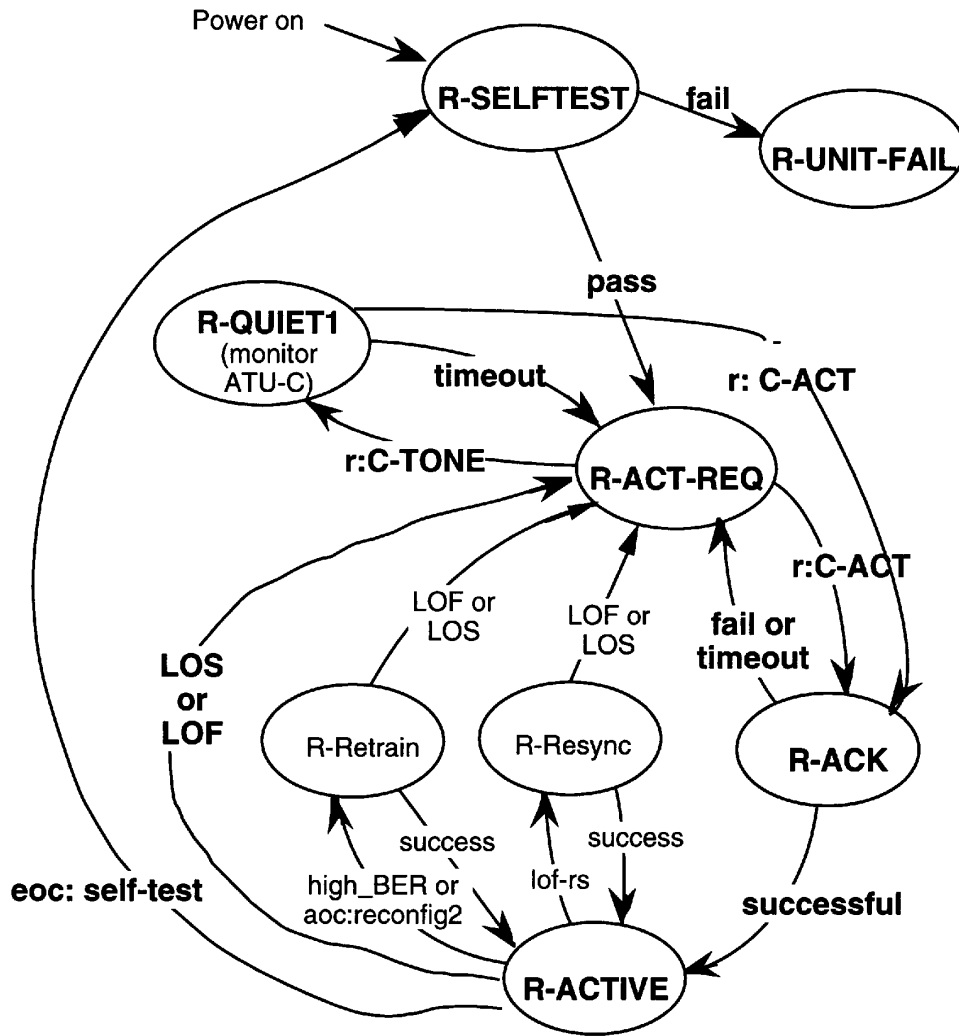 Power on
R-SELFTEST
fail
R-UNIT-FAIL
pass
R-QUIET1
(monitor
ATU-C)
timeout
r: C-ACT
r:C-TONE
R-ACT-REQ
r:C-ACT
LOF or
LOS
LOF or
LOS
fail or
timeout
LOS
or
LOF
R-Retrain
R-Resync
R-ACK
success
success
high_BER or
aoc:reconfig2
lof-rs
eoc: self-test
successful
R-ACTIVE